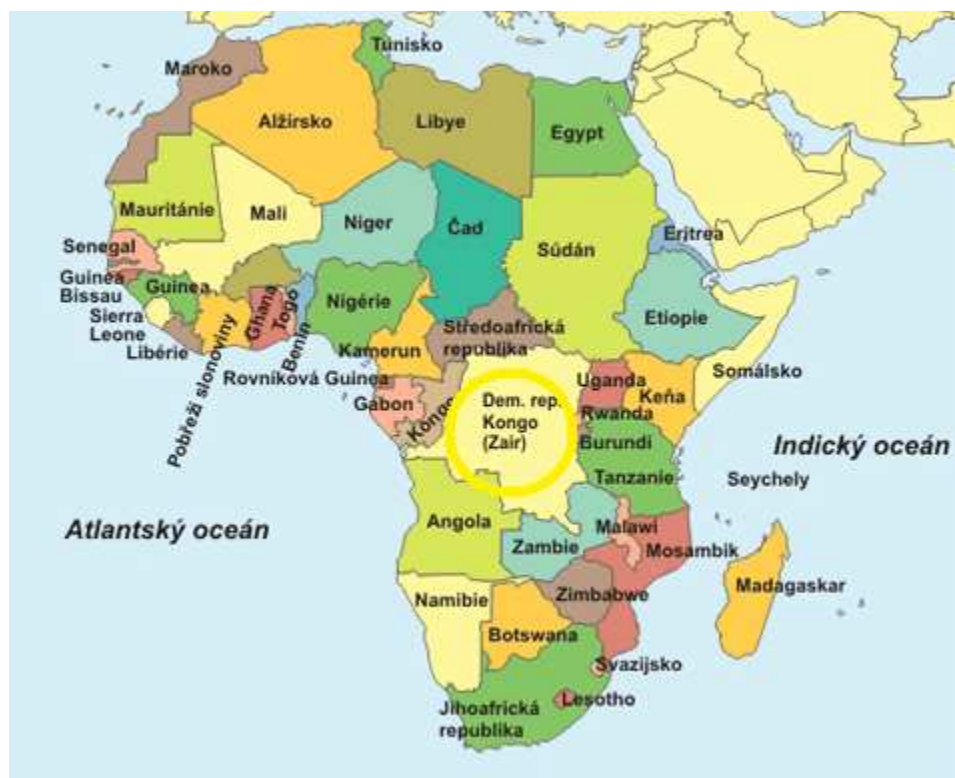 Tunisko
Maroko
Alžírsko
Libye
Egypt
Mauritánie
Mali
Niger
Čad
Súdán
Eritrea
Senegal
Guinea
Bissau
Guinea
Sierra
Leone
Libérie
Pobřeží slonoviny
Ghana
Togo
Benin
Nigérie
Kamerun
Středoafrická
republika
Etiopie
Somálsko
Rovníková Guinea
Gabon
Kongo
Dem. rep.
Kongo
(Zair)
Uganda
Keňa
Rwanda
Burundi
Tanzanie
Indický oceán
Seychely
Atlantský oceán
Angola
Zambie
Malawi
Mosambik
Madagaskar
Namibie
Zimbabwe
Botswana
Svazijsko
Lesotho
Jihoafrická
republika